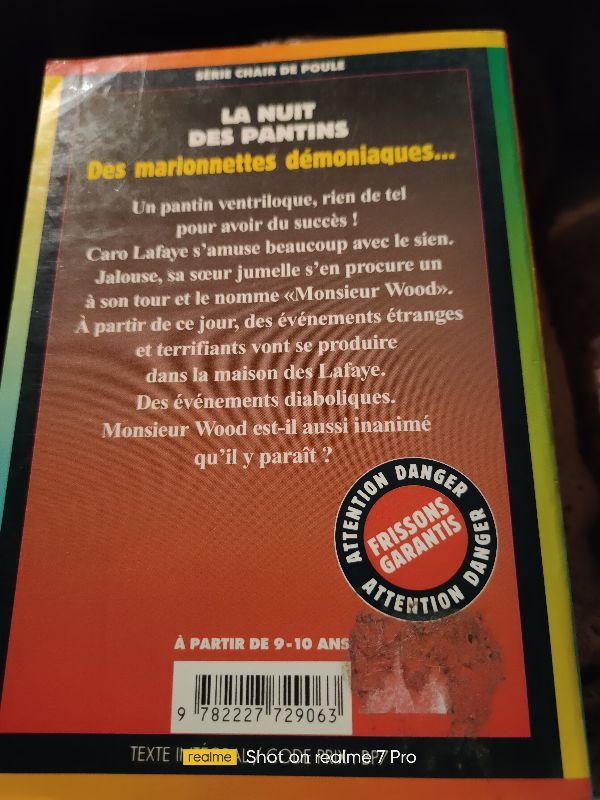 SÉRIE CHAIR DE POULE
LA NUIT
DES PANTINS
Des marionnettes démoniaques...
Un pantin ventriloque, rien de tel
pour avoir du succès !
Caro Lafaye s'amuse beaucoup avec le sien.
Jalouse, sa sœur jumelle s'en procure un
à son tour et le nomme «Monsieur Wood».
À partir de ce jour, des événements étranges
et terrifiants vont se produire
dans la maison des Lafaye.
Des événements diaboliques.
Monsieur Wood est-il aussi inanimé
qu'il y paraît ?
ATTENTION DANGER
FRISSONS
GARANTIS
ATTENTION DANGER
À PARTIR DE 9-10 ANS
9 782227 729063
TEXTE
realme Shot on realme 7 Pro